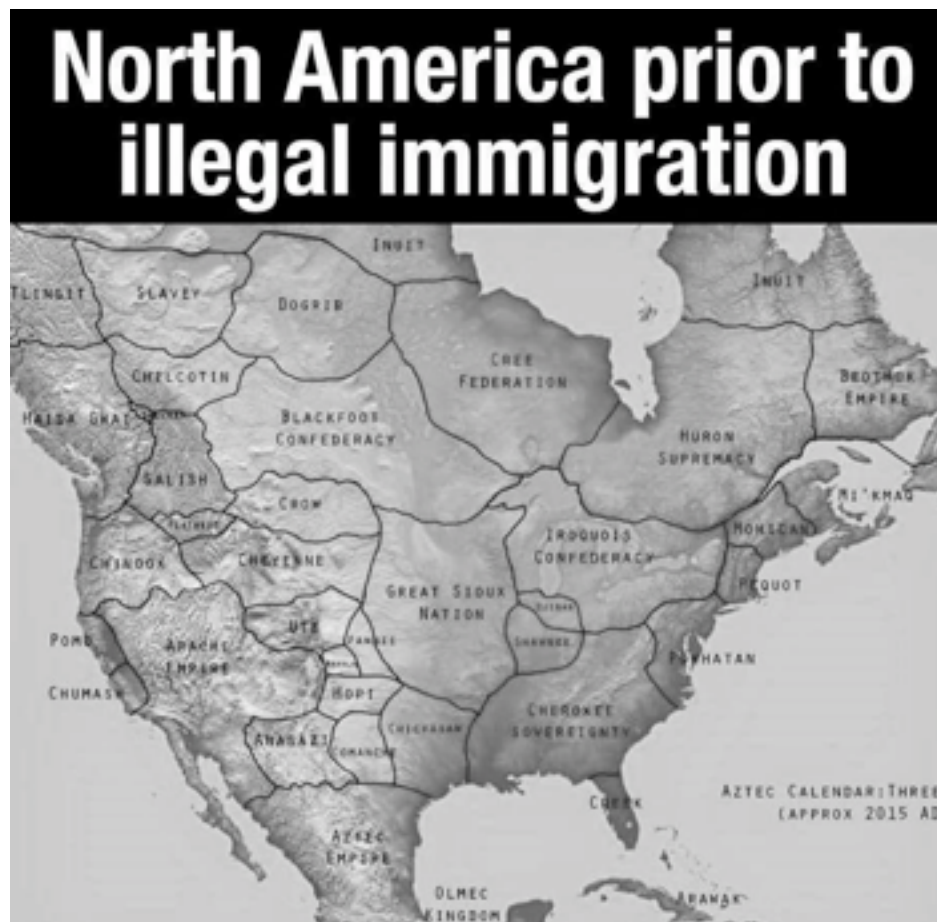 North America prior to
illegal immigration
INUIT
TLINGIT
SLAVEY
DOGRIB
INUIT
CHILCOTIN
CREE
FEDERATION
BEOTHUK
EMPIRE
HAIDA GWAI
BLACKFOOT
CONFEDERACY
HURON
SUPREMACY
SALISH
CROW
MI'KMAQ
MOHICANS
IROQUOIS
CONFEDERACY
CHINOOK
CHEYENNE
PEQUOT
GREAT SIOUX
NATION
UTE
PAWNEE
SHAWNEE
POMO
APACHE
EMPIRE
POWHATAN
CHUMASH
HOPI
CHEROKEE
SOVEREIGNTY
ANASAZI
COMANCHE
CHICKASAW
AZTEC CALENDAR:THREE
(APPROX 2015 AD
CREEK
AZTEC
EMPIRE
OLMEC
KINGDOM
ARAWAK